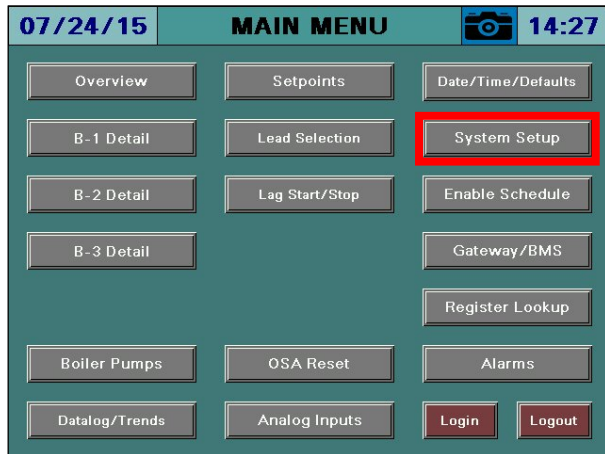 07/24/15 MAIN MENU 14:27
Overview Setpoints Date/Time/Defaults
B-1 Detail Lead Selection System Setup
B-2 Detail Lag Start/Stop Enable Schedule
B-3 Detail Gateway/BMS
Register Lookup
Boiler Pumps OSA Reset Alarms
Datalog/Trends Analog Inputs Login Logout